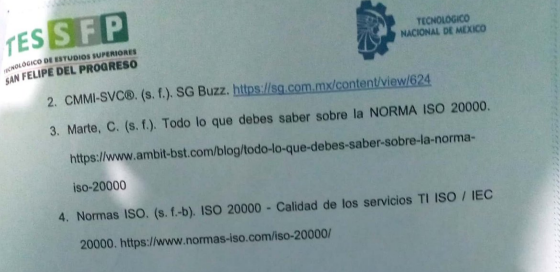 TESSFP
TECNOLÓGICO DE ESTUDIOS SUPERIORES
SAN FELIPE DEL PROGRESO
TECNOLÓGICO
NACIONAL DE MÉXICO
2. CMMI-SVC®. (s. f.). SG Buzz. https://sg.com.mx/content/view/624
3. Marte, C. (s. f.). Todo lo que debes saber sobre la NORMA ISO 20000.
https://www.ambit-bst.com/blog/todo-lo-que-debes-saber-sobre-la-norma-
iso-20000
4. Normas ISO. (s. f.-b). ISO 20000 - Calidad de los servicios TI ISO / IEC
20000. https://www.normas-iso.com/iso-20000/